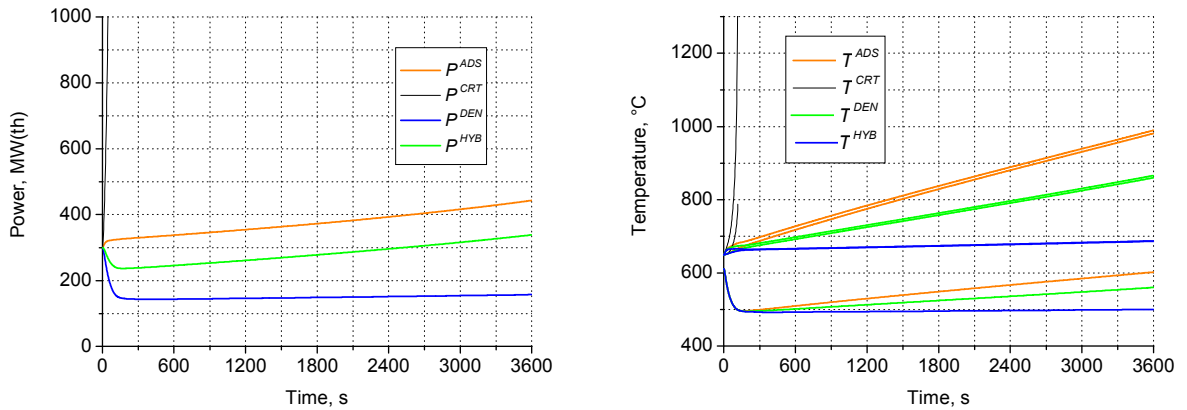 Power, MW(th)
1000
800
600
400
200
0
P^ADS
P^CRT
P^DEN
P^HYB
0 600 1200 1800 2400 3000 3600
Time, s
Temperature, °C
1200
1000
800
600
400
T^ADS
T^CRT
T^DEN
T^HYB
0 600 1200 1800 2400 3000 3600
Time, s